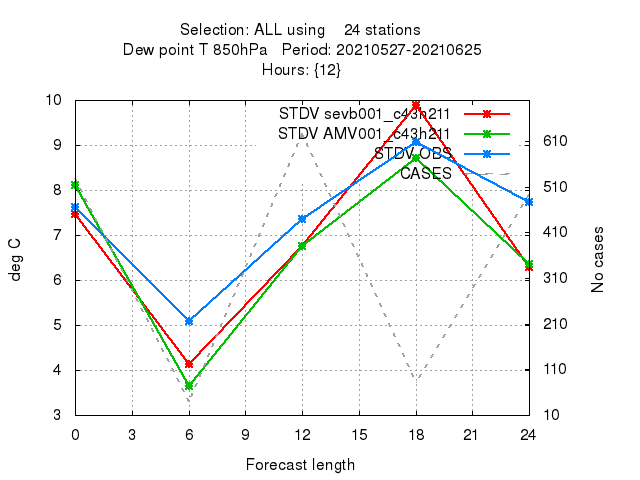 Selection: ALL using    24 stations
Dew point T 850hPa   Period: 20210527-20210625
Hours: {12}
STDV sevb001_c43h211
STDV AMV001_c43h211
STDV OBS
CASES
10
9
8
7
6
5
4
3
610
510
410
310
210
110
10
deg C
No cases
0 3 6 9 12 15 18 21 24
Forecast length